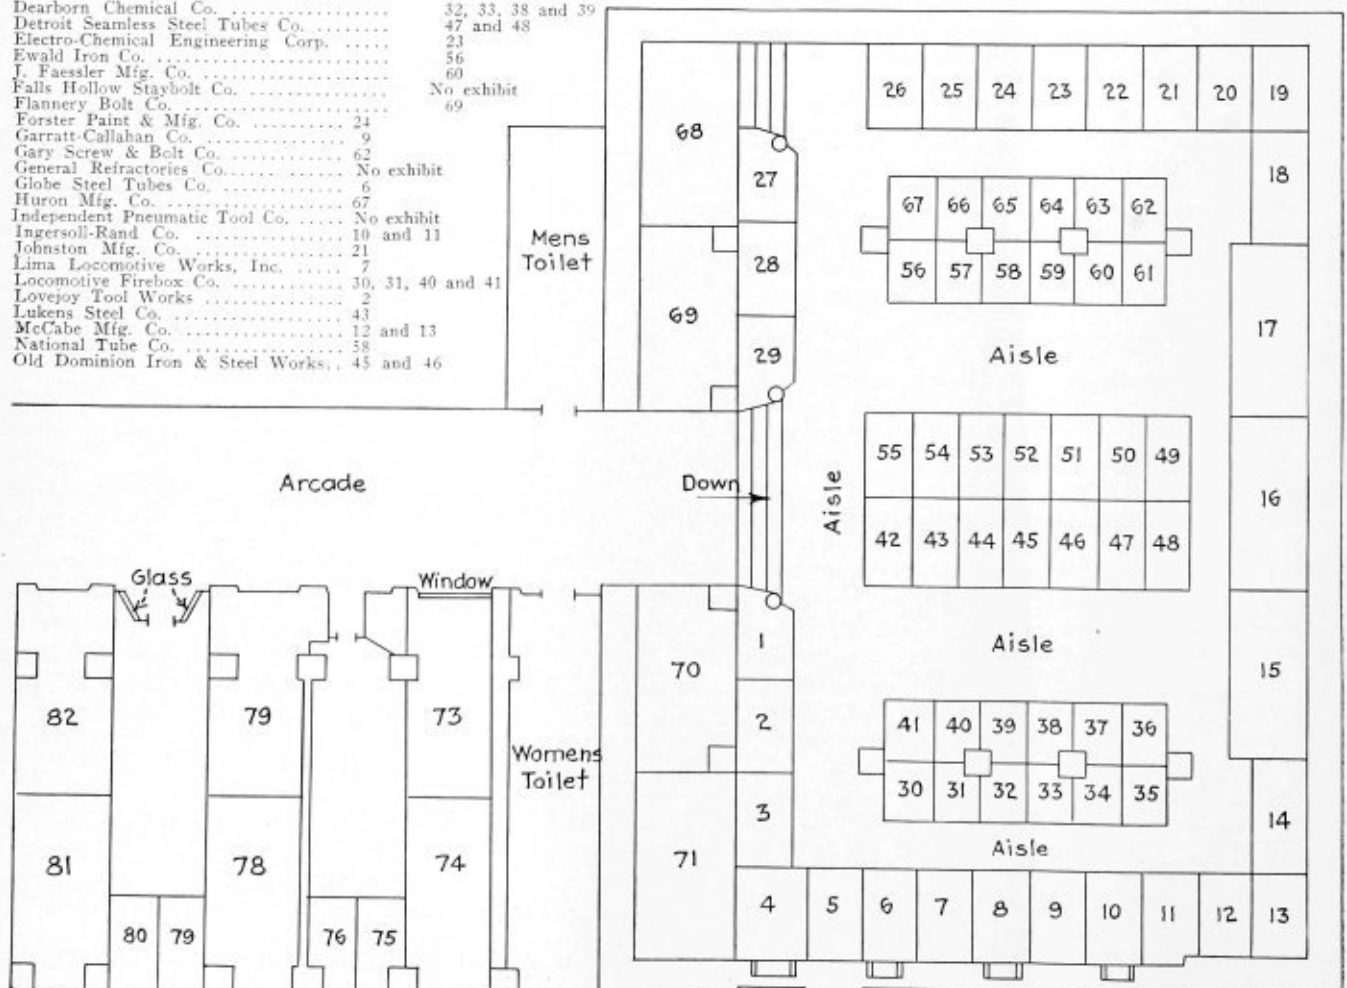 Dearborn Chemical Co. .................. 32, 33, 38 and 39
Detroit Seamless Steel Tubes Co. ........ 47 and 48
Electro-Chemical Engineering Corp. ..... 23
Ewald Iron Co. ......................... 56
J. Faessler Mfg. Co. ................... 60
Falls Hollow Staybolt Co. .............. No exhibit
Flannery Bolt Co. ...................... 69
Forster Paint & Mfg. Co. .......... 24
Garratt-Callahan Co. .............. 9
Gary Screw & Bolt Co. ............ 62
General Refractories Co. .......... No exhibit
Globe Steel Tubes Co. ............. 6
Huron Mfg. Co. ................... 67
Independent Pneumatic Tool Co. ...... No exhibit
Ingersoll-Rand Co. ................ 10 and 11
Johnston Mfg. Co. ................. 21
Lima Locomotive Works, Inc. ...... 7
Locomotive Firebox Co. ............ 30, 31, 40 and 41
Lovejoy Tool Works ............... 2
Lukens Steel Co. .................. 43
McCabe Mfg. Co. .................. 12 and 13
National Tube Co. ................. 58
Old Dominion Iron & Steel Works.. 45 and 46
26 25 24 23 22 21 20 19
68
27
18
67 66 65 64 63 62
Mens
Toilet
28
56 57 58 59 60 61
69
17
29
Aisle
Arcade
Down
Aisle
55 54 53 52 51 50 49
16
42 43 44 45 46 47 48
Glass
Window
1
Aisle
70
15
82
79
73
2
41 40 39 38 37 36
Womens
Toilet
30 31 32 33 34 35
3
14
Aisle
81
78
74
71
4 5 6 7 8 9 10 11 12 13
80 79
76 75